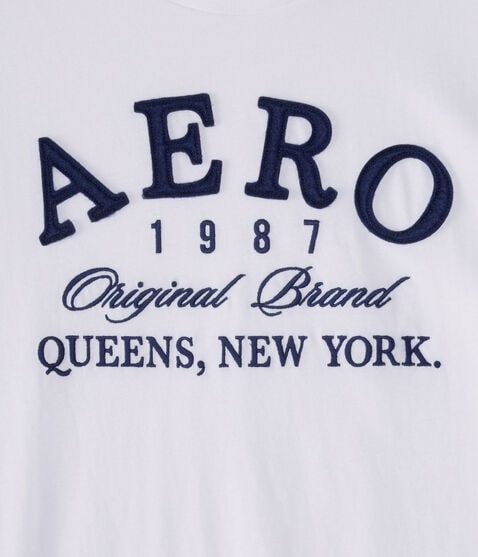 AERO
1987
Original Brand
QUEENS, NEW YORK.